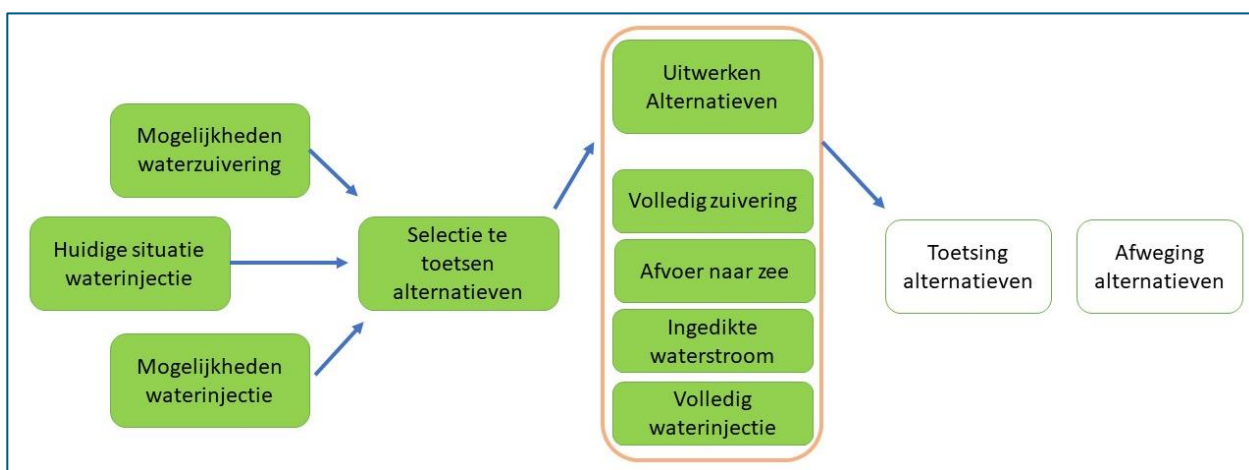 Mogelijkheden
waterzuivering
Huidige situatie
waterinjectie
Mogelijkheden
waterinjectie
Selectie te
toetsen
alternatieven
Uitwerken
Alternatieven
Volledig zuivering
Afvoer naar zee
Ingedikte
waterstroom
Volledig
waterinjectie
Toetsing
alternatieven
Afweging
alternatieven